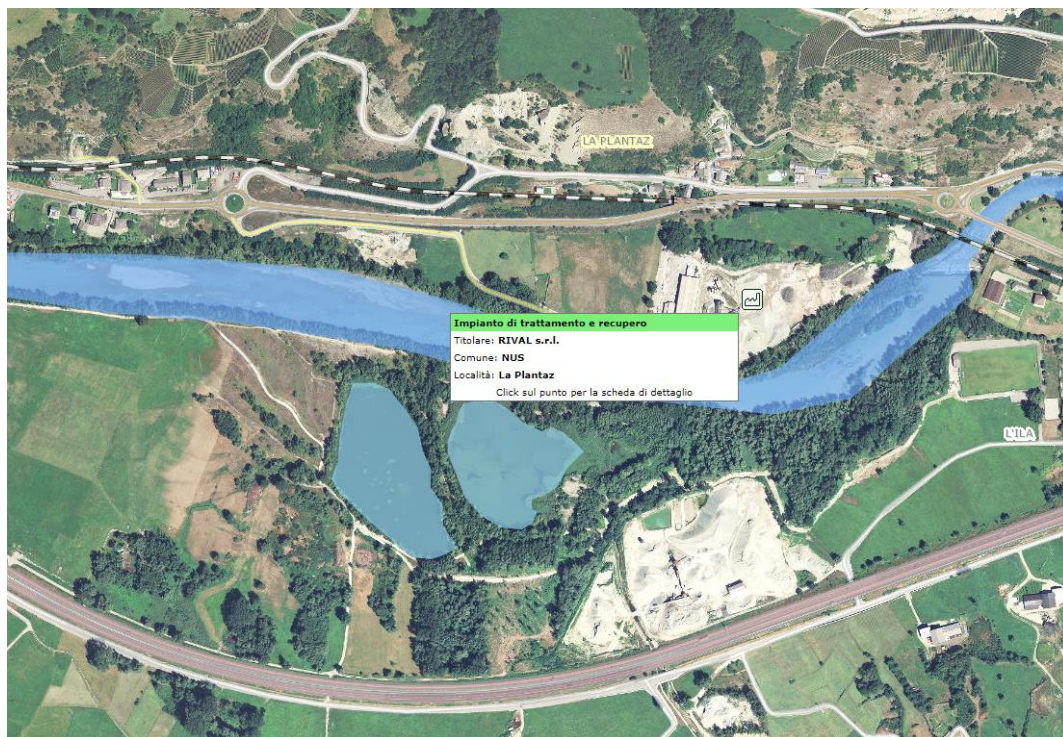 LA PLANTAZ
Impianto di trattamento e recupero
Titolare: RIVAL s.r.l.
Comune: NUS
Località: La Plantaz
Click sul punto per la scheda di dettaglio
L'ILA